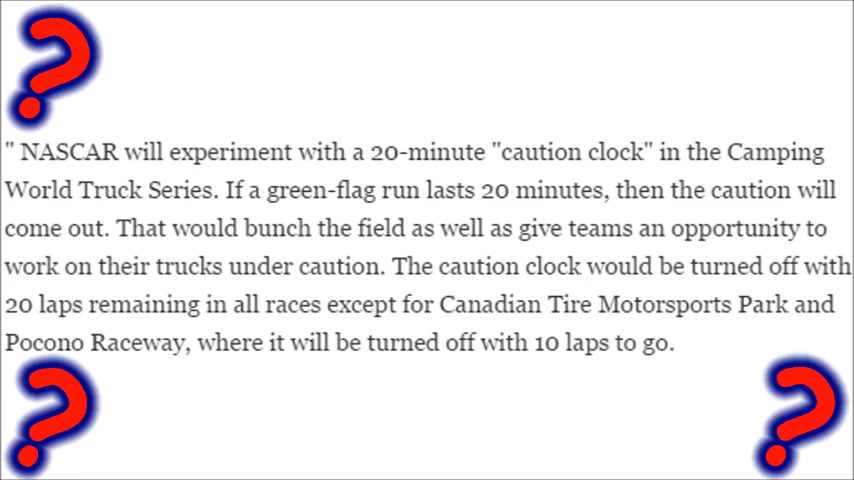 ?
" NASCAR will experiment with a 20-minute "caution clock" in the Camping
World Truck Series. If a green-flag run lasts 20 minutes, then the caution will
come out. That would bunch the field as well as give teams an opportunity to
work on their trucks under caution. The caution clock would be turned off with
20 laps remaining in all races except for Canadian Tire Motorsports Park and
Pocono Raceway, where it will be turned off with 10 laps to go.
? ?